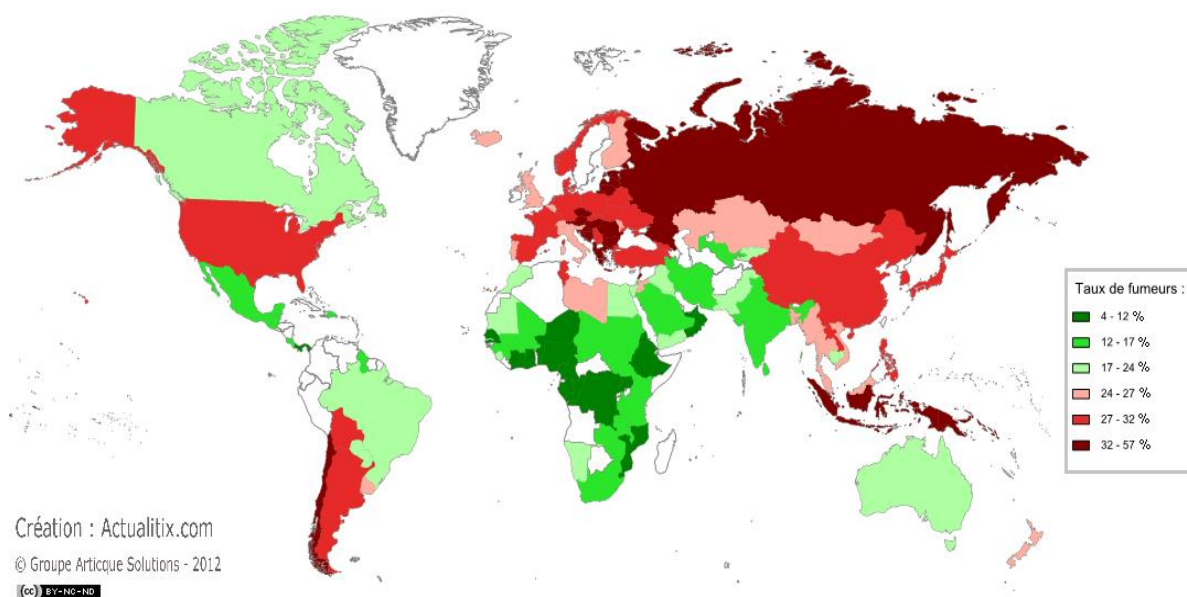 Taux de fumeurs :
4 - 12 %
12 - 17 %
17 - 24 %
24 - 27 %
27 - 32 %
32 - 57 %
Création : Actualitix.com
© Groupe Articque Solutions - 2012
(cc) BY-NC-ND